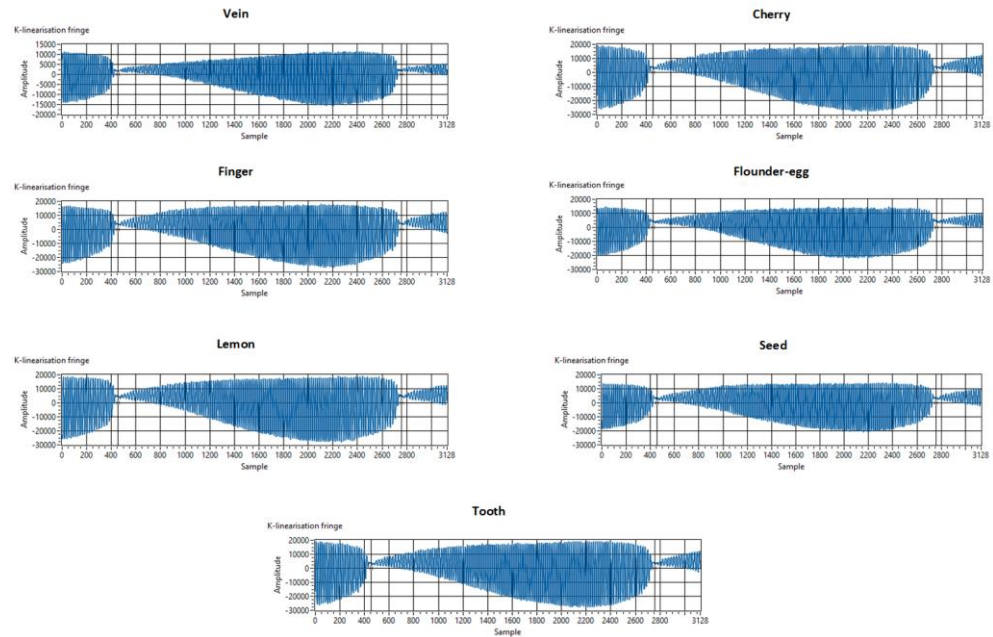 Vein
K-linearisation fringe
15000
10000
5000
0
-5000
-10000
-15000
-20000
Amplitude
0 200 400 600 800 1000 1200 1400 1600 1800 2000 2200 2400 2600 2800 3128
Sample
Cherry
K-linearisation fringe
20000
10000
0
-10000
-20000
-30000
Amplitude
0 200 400 600 800 1000 1200 1400 1600 1800 2000 2200 2400 2600 2800 3128
Sample
Finger
K-linearisation fringe
20000
10000
0
-10000
-20000
-30000
Amplitude
0 200 400 600 800 1000 1200 1400 1600 1800 2000 2200 2400 2600 2800 3128
Sample
Flounder-egg
K-linearisation fringe
20000
10000
0
-10000
-20000
-30000
Amplitude
0 200 400 600 800 1000 1200 1400 1600 1800 2000 2200 2400 2600 2800 3128
Sample
Lemon
K-linearisation fringe
20000
10000
0
-10000
-20000
-30000
Amplitude
0 200 400 600 800 1000 1200 1400 1600 1800 2000 2200 2400 2600 2800 3128
Sample
Seed
K-linearisation fringe
20000
10000
0
-10000
-20000
-30000
Amplitude
0 200 400 600 800 1000 1200 1400 1600 1800 2000 2200 2400 2600 2800 3128
Sample
Tooth
K-linearisation fringe
20000
10000
0
-10000
-20000
-30000
Amplitude
0 200 400 600 800 1000 1200 1400 1600 1800 2000 2200 2400 2600 2800 3128
Sample